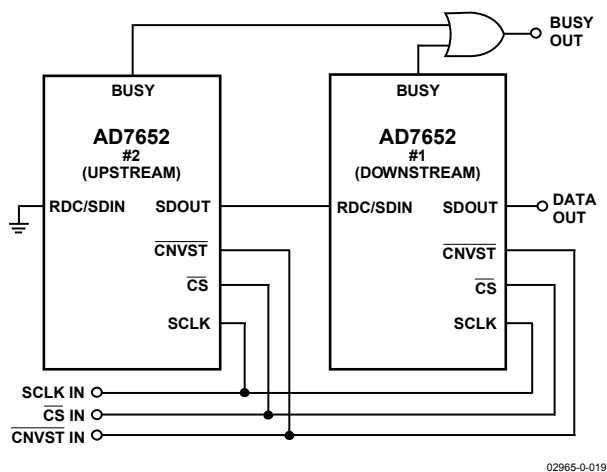 BUSY
OUT
BUSY
BUSY
AD7652
#2
(UPSTREAM)
AD7652
#1
(DOWNSTREAM)
RDC/SDIN
SDOUT
RDC/SDIN
SDOUT
DATA
OUT
CNVST
CNVST
CS
CS
SCLK
SCLK
SCLK IN
CS IN
CNVST IN
02965-0-019